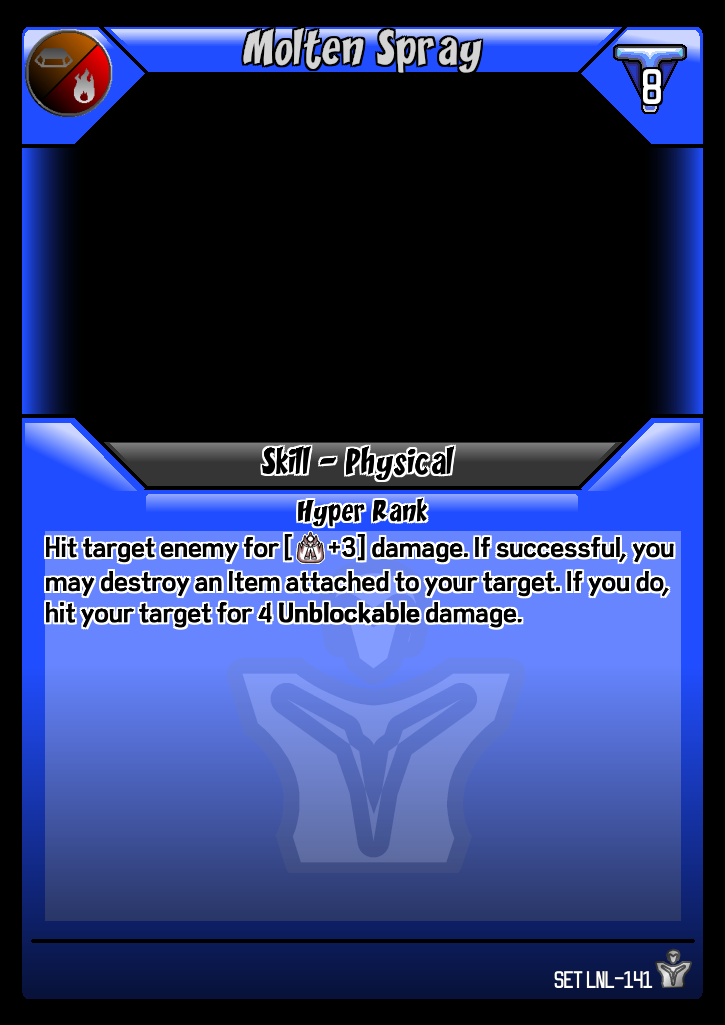 Molten Spray
8
Skill - Physical
Hyper Rank
Hit target enemy for [ +3] damage. If successful, you
may destroy an Item attached to your target. If you do,
hit your target for 4 Unblockable damage.
SET LNL-141